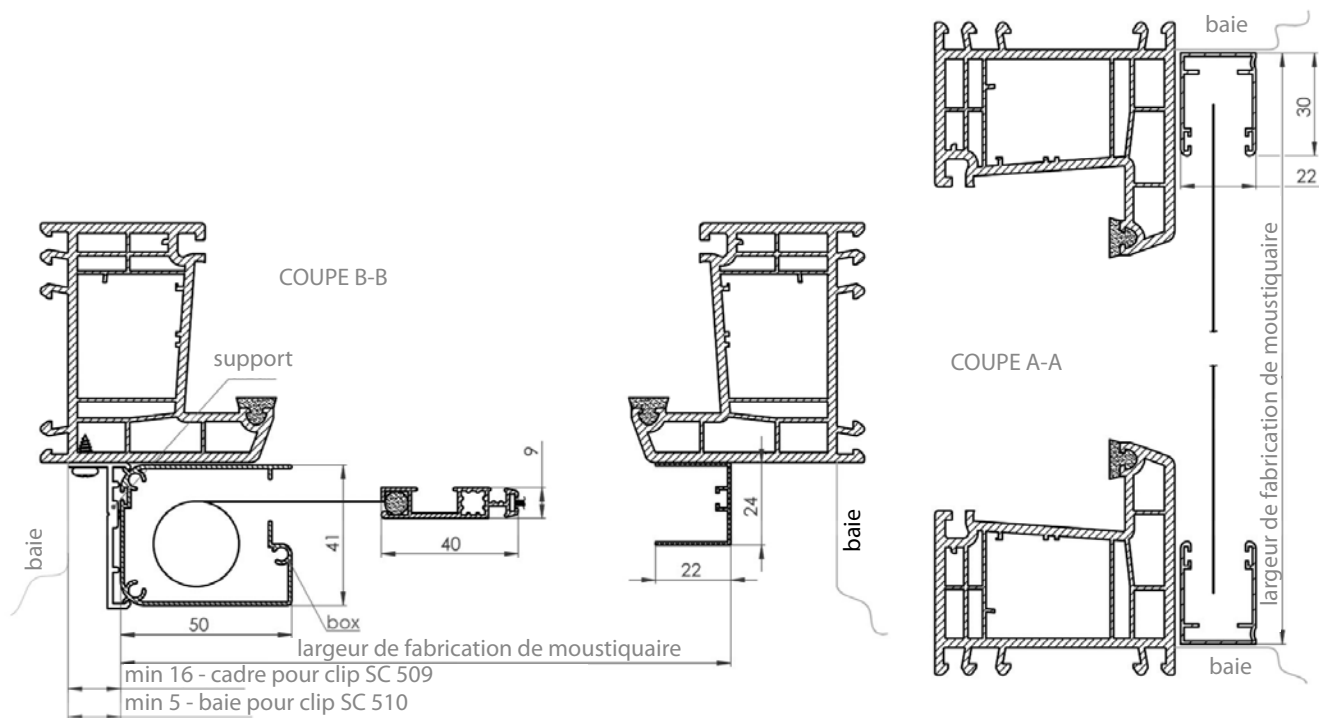 baie
30
22
largeur de fabrication de moustiquaire
COUPE A-A
baie
COUPE B-B
support
9
40
41
50
box
24
22
baie
baie
largeur de fabrication de moustiquaire
min 16 - cadre pour clip SC 509
min 5 - baie pour clip SC 510